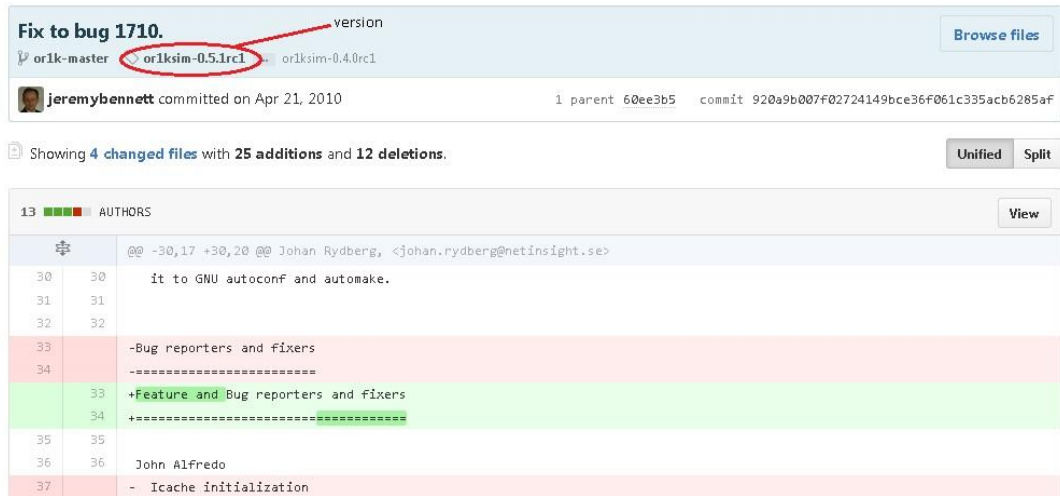 version
Fix to bug 1710.
Browse files
or1k-master or1ksim-0.5.1rc1 … or1ksim-0.4.0rc1
jeremybennett committed on Apr 21, 2010 1 parent 60ee3b5 commit 920a9b007f02724149bce36f061c335acb6285af
Showing 4 changed files with 25 additions and 12 deletions. Unified Split
13 AUTHORS View
@@ -30,17 +30,20 @@ Johan Rydberg, <johan.rydberg@netinsight.se>
30 30 it to GNU autoconf and automake.
31 31
32 32
33 -Bug reporters and fixers
34 -========================
33 +Feature and Bug reporters and fixers
34 +====================================
35 35
36 36 John Alfredo
37 - Icache initialization